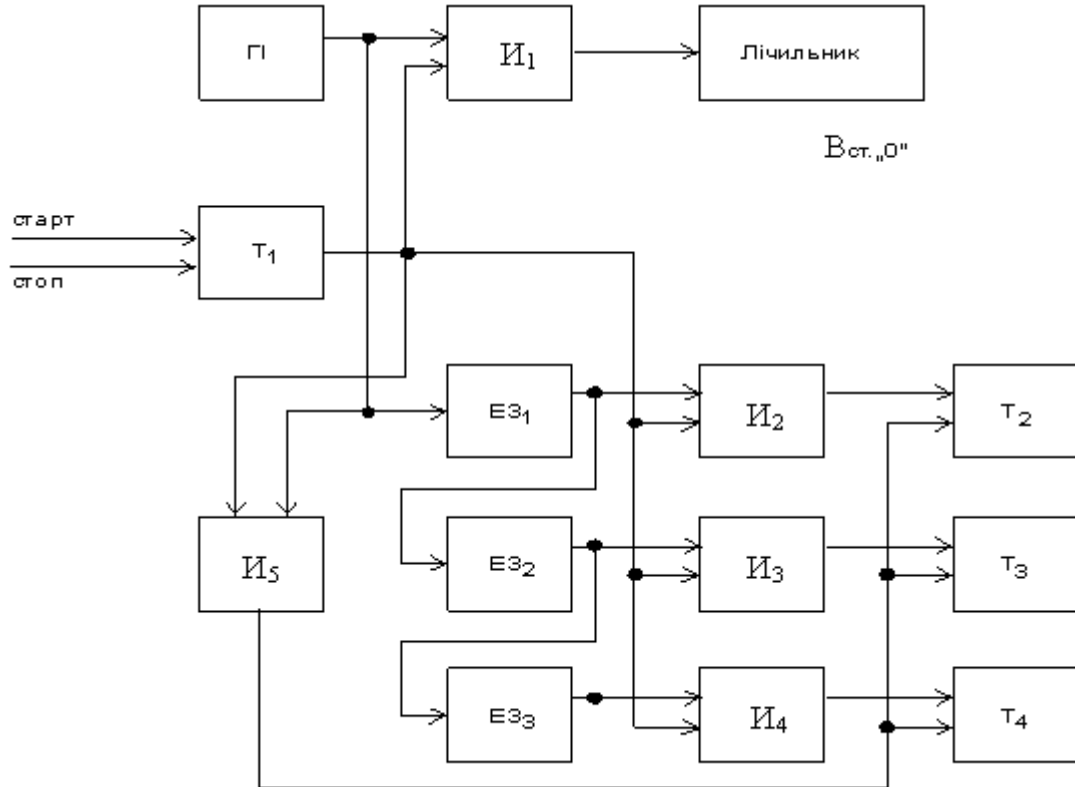 ГІ
И₁
Лічильник
Вст. „0"
старт
стоп
Т₁
ЕЗ₁
И₂
Т₂
И₅
ЕЗ₂
И₃
Т₃
ЕЗ₃
И₄
Т₄